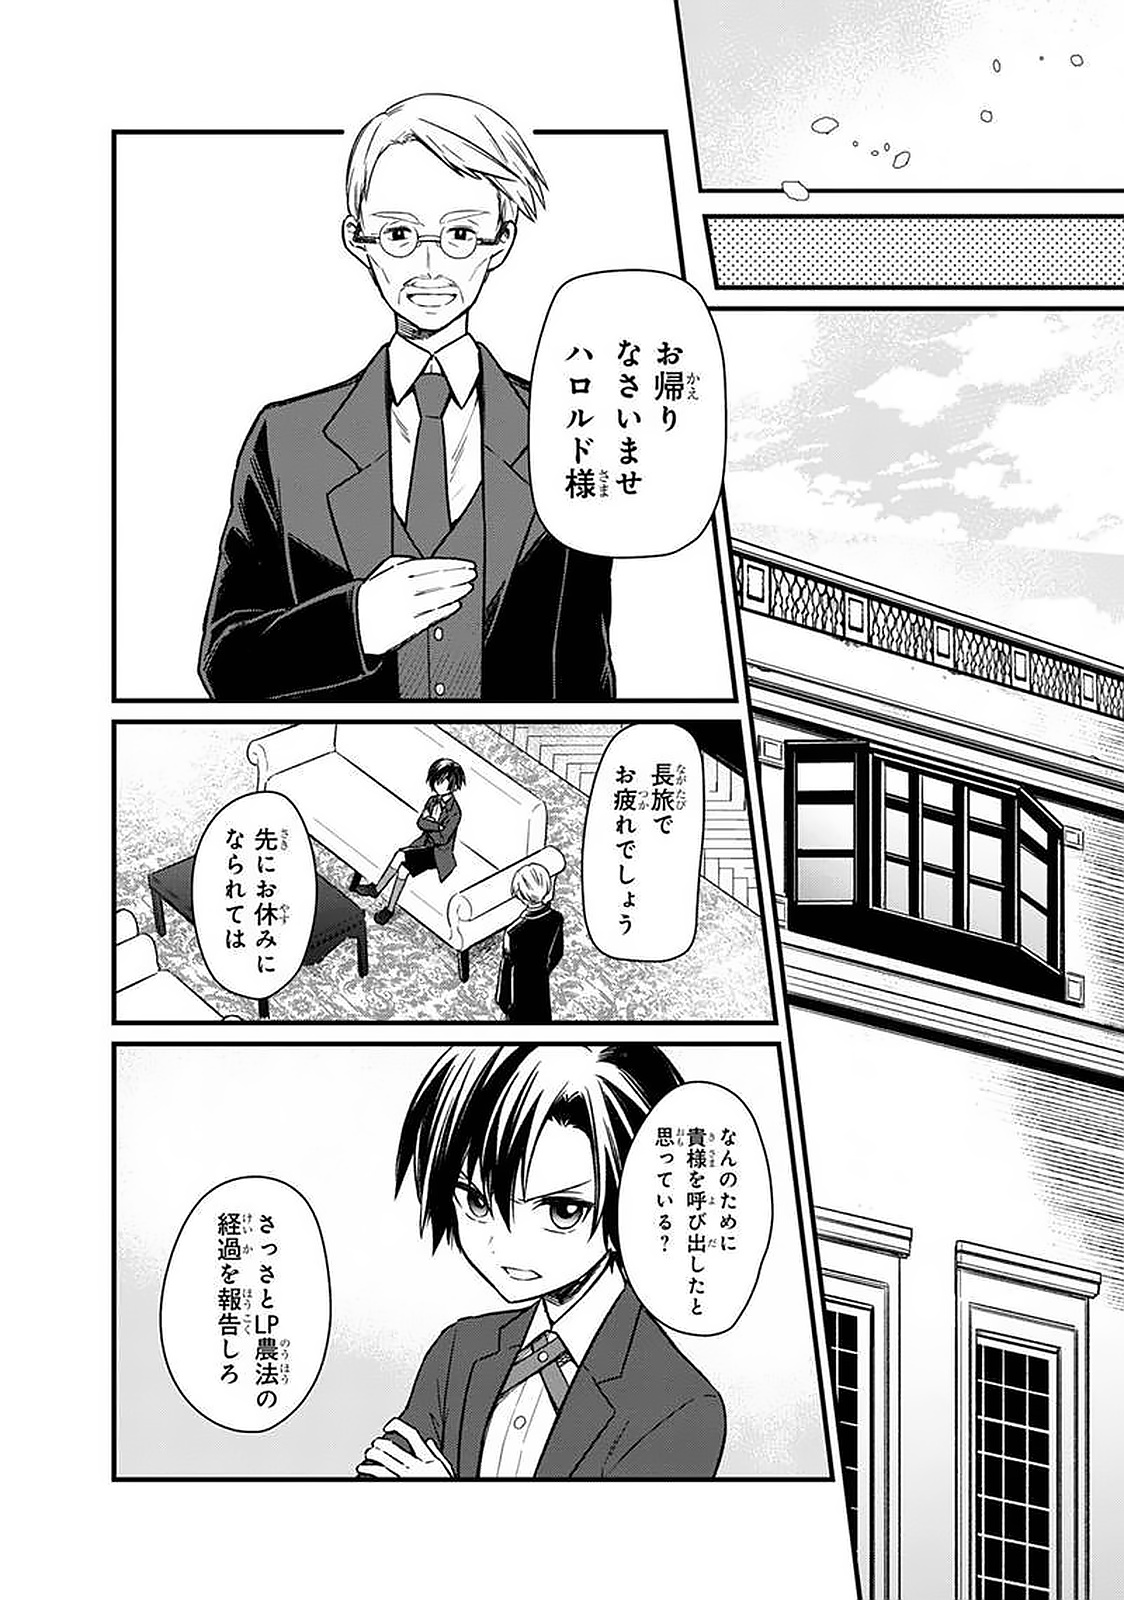 お帰り
なさいませ
ハロルド様
長旅で
お疲れでしょう
先にお休みに
なられては
なんのために
貴様を呼び出したと
思っている?
さっさとLP農法の
経過を報告しろ